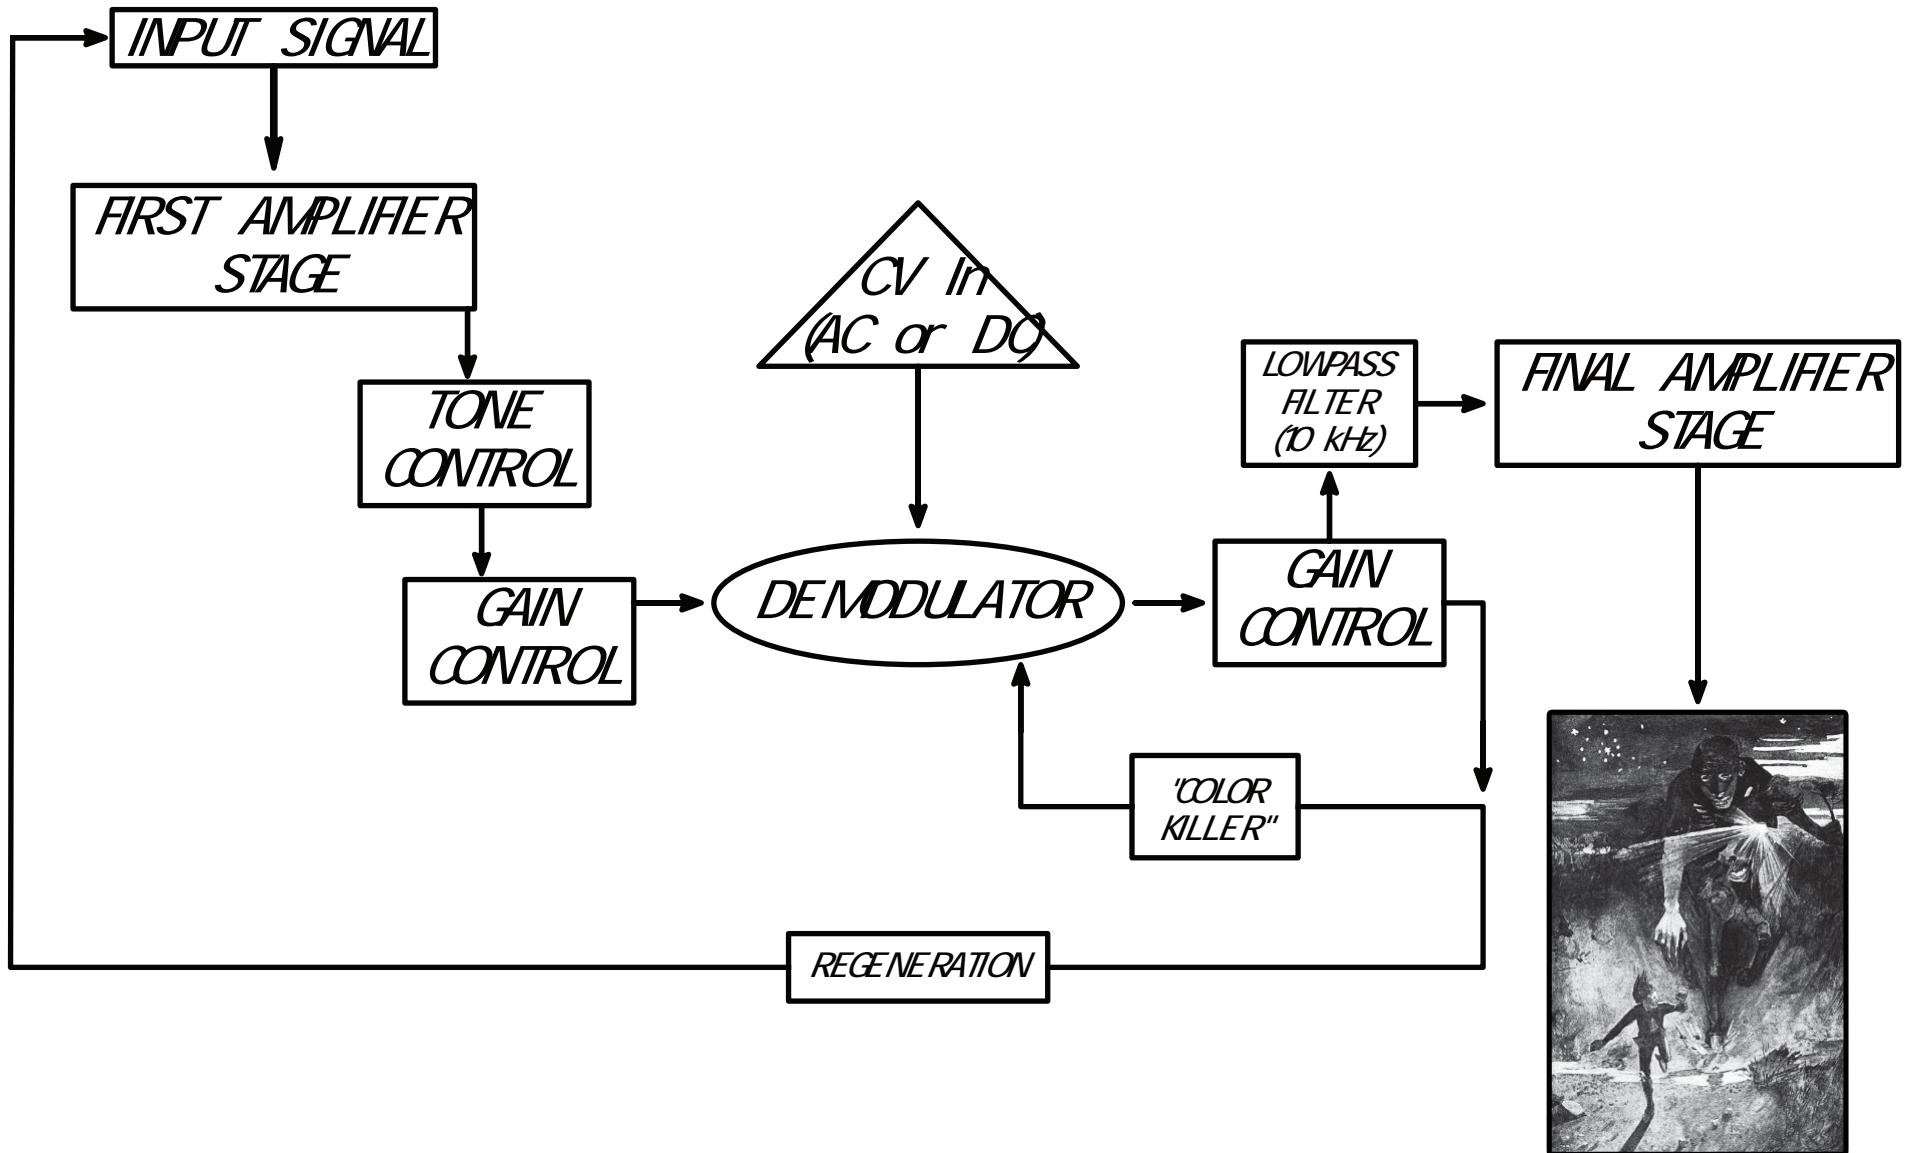 INPUT SIGNAL
FIRST AMPLIFIER
STAGE
TONE
CONTROL
GAIN
CONTROL
CV In
(AC or DC)
DEMODULATOR
GAIN
CONTROL
LOWPASS
FILTER
(10 kHz)
FINAL AMPLIFIER
STAGE
"COLOR
KILLER"
REGENERATION